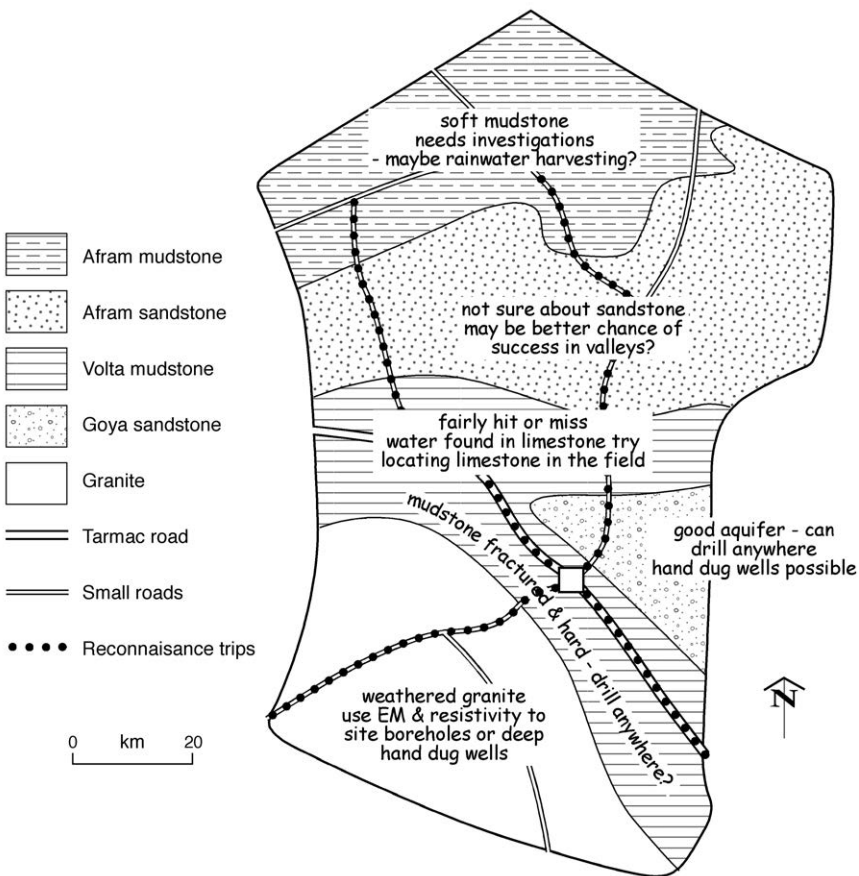 soft mudstone
needs investigations
- maybe rainwater harvesting?
Afram mudstone
Afram sandstone
Volta mudstone
Goya sandstone
Granite
Tarmac road
Small roads
Reconnaisance trips
0 km 20
not sure about sandstone
may be better chance of
success in valleys?
fairly hit or miss
water found in limestone try
locating limestone in the field
mudstone fractured & hard - drill anywhere?
good aquifer - can
drill anywhere
hand dug wells possible
weathered granite
use EM & resistivity to
site boreholes or deep
hand dug wells
N